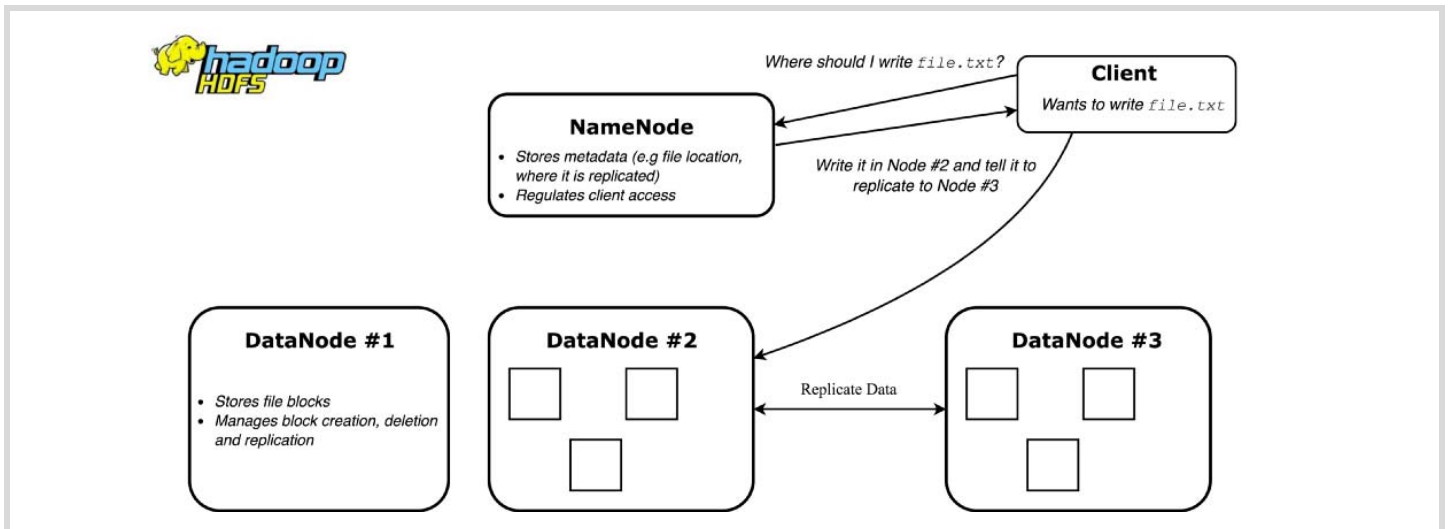 hadoop
HDFS
Where should I write file.txt?
Client
Wants to write file.txt
NameNode
• Stores metadata (e.g file location,
where it is replicated)
• Regulates client access
Write it in Node #2 and tell it to
replicate to Node #3
DataNode #1
• Stores file blocks
• Manages block creation, deletion
and replication
DataNode #2
Replicate Data
DataNode #3